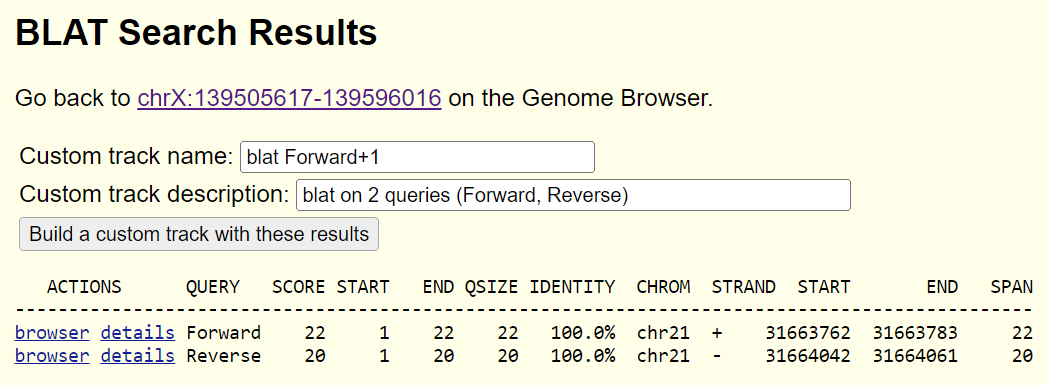 BLAT Search Results
Go back to chrX:139505617-139596016 on the Genome Browser.
Custom track name: blat Forward+1
Custom track description: blat on 2 queries (Forward, Reverse)
Build a custom track with these results
ACTIONS QUERY SCORE START END QSIZE IDENTITY CHROM STRAND START END SPAN
browser details Forward 22 1 22 22 100.0% chr21 + 31663762 31663783 22
browser details Reverse 20 1 20 20 100.0% chr21 - 31664042 31664061 20